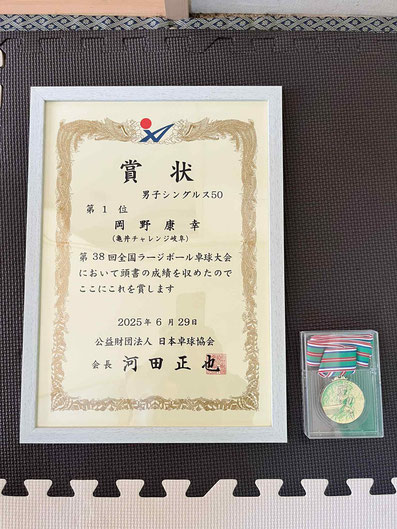 賞状
男子シングルス50
第1位
岡野康幸
(亀井チャレンジ岐阜)
第38回全国ラージボール卓球大会
において頭書の成績を収めたので
ここにこれを賞します
2025年6月29日
公益財団法人 日本卓球協会
会長 河田正也